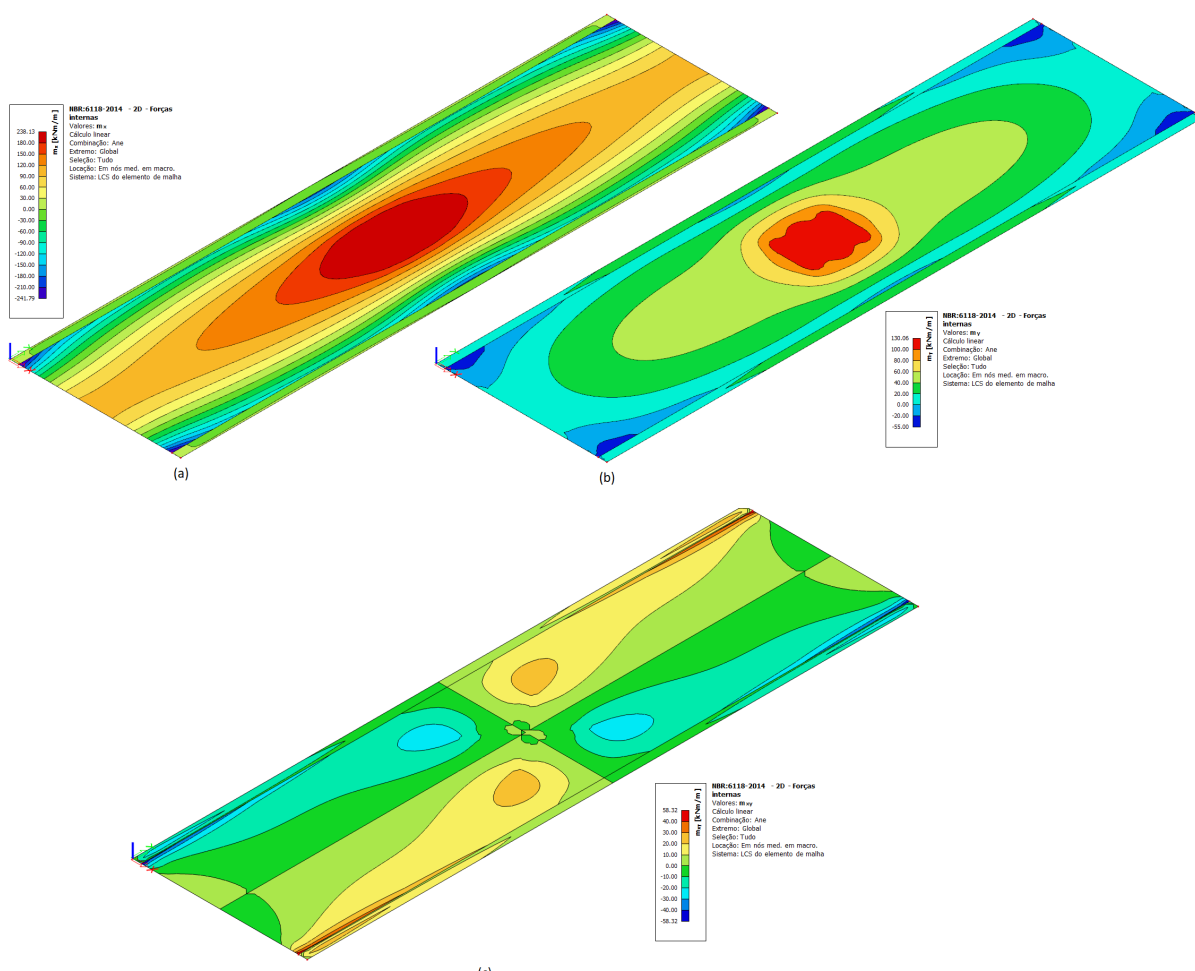 NBR:6118-2014 - 2D - Forças
internas
Valores: mx
Cálculo linear
Combinação: Ane
Extremo: Global
Seleção: Tudo
Locação: Em nós med. em macro.
Sistema: LCS do elemento de malha
mx [kNm/m]
238.13
180.00
150.00
120.00
90.00
60.00
30.00
0.00
-30.00
-60.00
-90.00
-120.00
-150.00
-180.00
-210.00
-241.79
(a)
NBR:6118-2014 - 2D - Forças
internas
Valores: my
Cálculo linear
Combinação: Ane
Extremo: Global
Seleção: Tudo
Locação: Em nós med. em macro.
Sistema: LCS do elemento de malha
my [kNm/m]
130.06
100.00
80.00
60.00
40.00
20.00
0.00
-20.00
-55.00
(b)
NBR:6118-2014 - 2D - Forças
internas
Valores: mxy
Cálculo linear
Combinação: Ane
Extremo: Global
Seleção: Tudo
Locação: Em nós med. em macro.
Sistema: LCS do elemento de malha
mxy [kNm/m]
58.32
40.00
30.00
20.00
10.00
0.00
-10.00
-20.00
-30.00
-40.00
-58.32